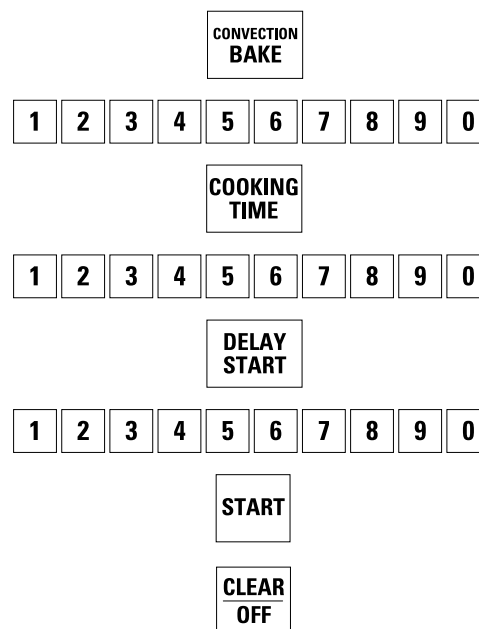 CONVECTION
BAKE
1 2 3 4 5 6 7 8 9 0
COOKING
TIME
1 2 3 4 5 6 7 8 9 0
DELAY
START
1 2 3 4 5 6 7 8 9 0
START
CLEAR
OFF